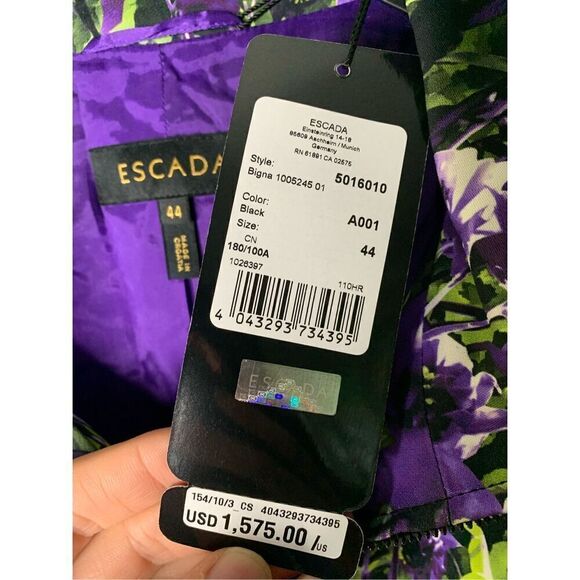 ESCADA
44
MADE IN
CROATIA
ESCADA
Einsteinring 14-18
85609 Aschheim / Munich
Germany
RN 61891 CA 02575
Style: 5016010
Bigna 1005245 01
Color:
Black A001
Size: 44
CN
180/100A
1026397
110HR
4 043293 734395
ESCADA
154/10/3_CS 4043293734395
USD 1,575.00/US